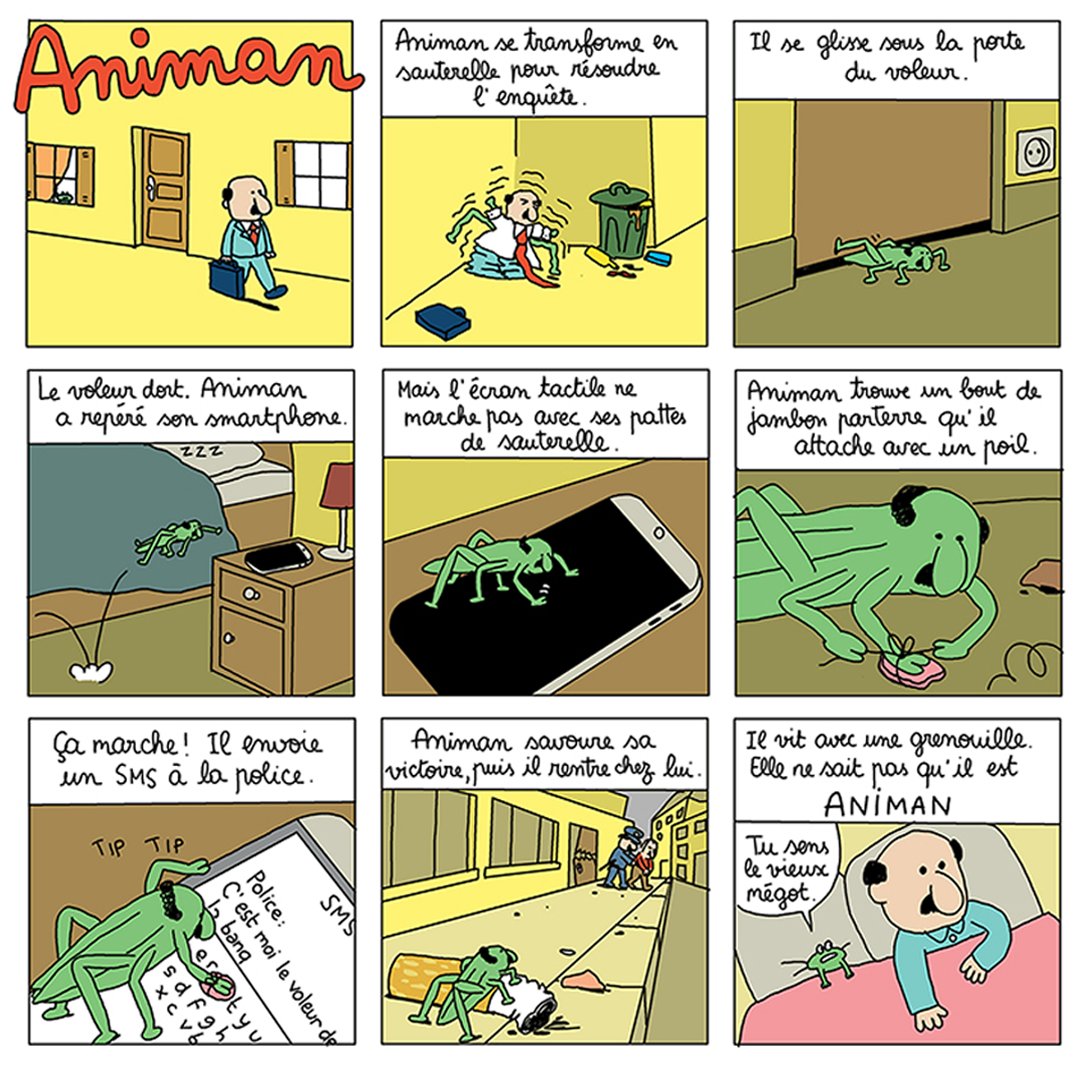 Animan
Animan se transforme en
sauterelle pour résoudre
l'enquête.
Il se glisse sous la porte
du voleur.
Le voleur dort. Animan
a repéré son smartphone.
zzz
Mais l'écran tactile ne
marche pas avec ses pattes
de sauterelle.
Animan trouve un bout de
jambon parterre qu'il
attache avec un poil.
Ça marche! Il envoie
un SMS à la police.
TIP TIP
SMS
Police:
C'est moi le voleur de
la banq
e r t y u
s d f g h
x c v b
Animan savoure sa
victoire, puis il rentre chez lui.
Il vit avec une grenouille.
Elle ne sait pas qu'il est
ANIMAN
Tu sens
le vieux
mégot.